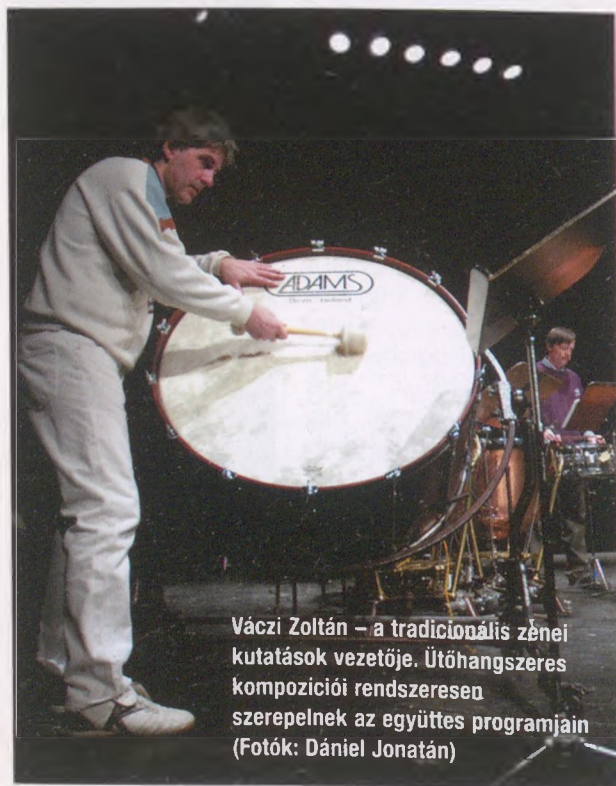 ADAMS
Váczi Zoltán – a tradicionális zenei
kutatások vezetője. Ütőhangszeres
kompozíciói rendszeresen
szerepelnek az együttes programjain
(Fotók: Dániel Jonatán)